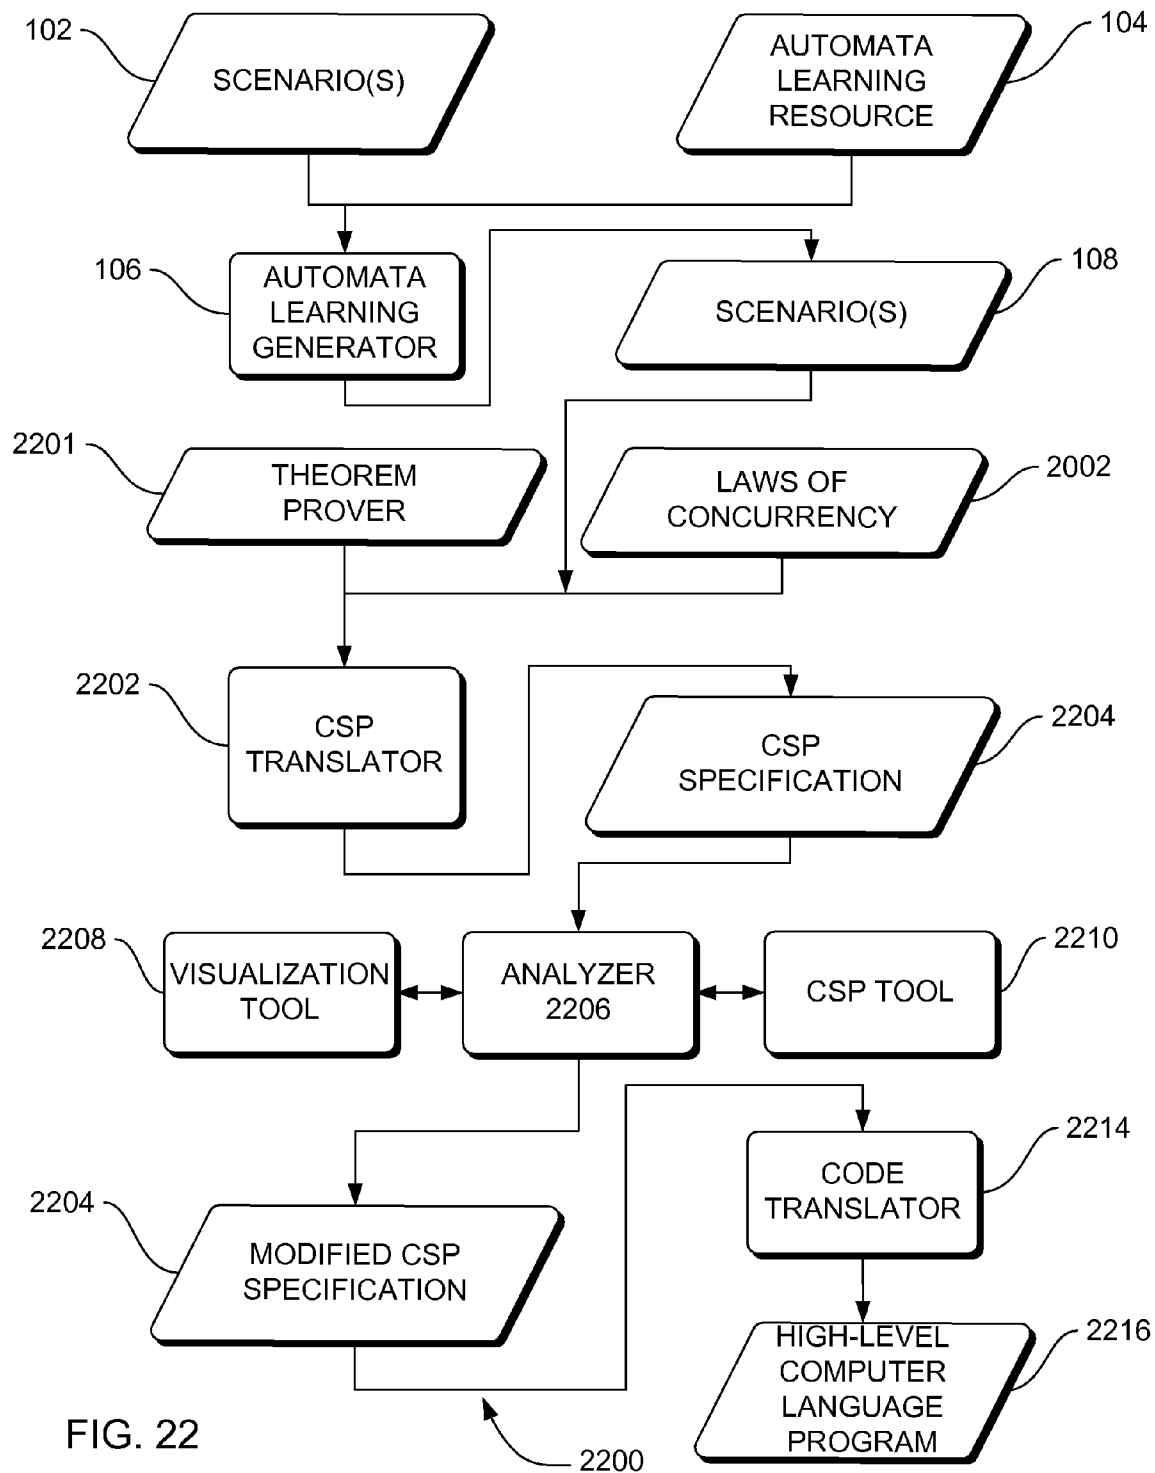 102
SCENARIO(S)
AUTOMATA
LEARNING
RESOURCE
104
106
AUTOMATA
LEARNING
GENERATOR
SCENARIO(S)
108
2201
THEOREM
PROVER
LAWS OF
CONCURRENCY
2002
2202
CSP
TRANSLATOR
CSP
SPECIFICATION
2204
2208
VISUALIZATION
TOOL
ANALYZER
2206
CSP TOOL
2210
2204
MODIFIED CSP
SPECIFICATION
CODE
TRANSLATOR
2214
HIGH-LEVEL
COMPUTER
LANGUAGE
PROGRAM
2216
FIG. 22
2200